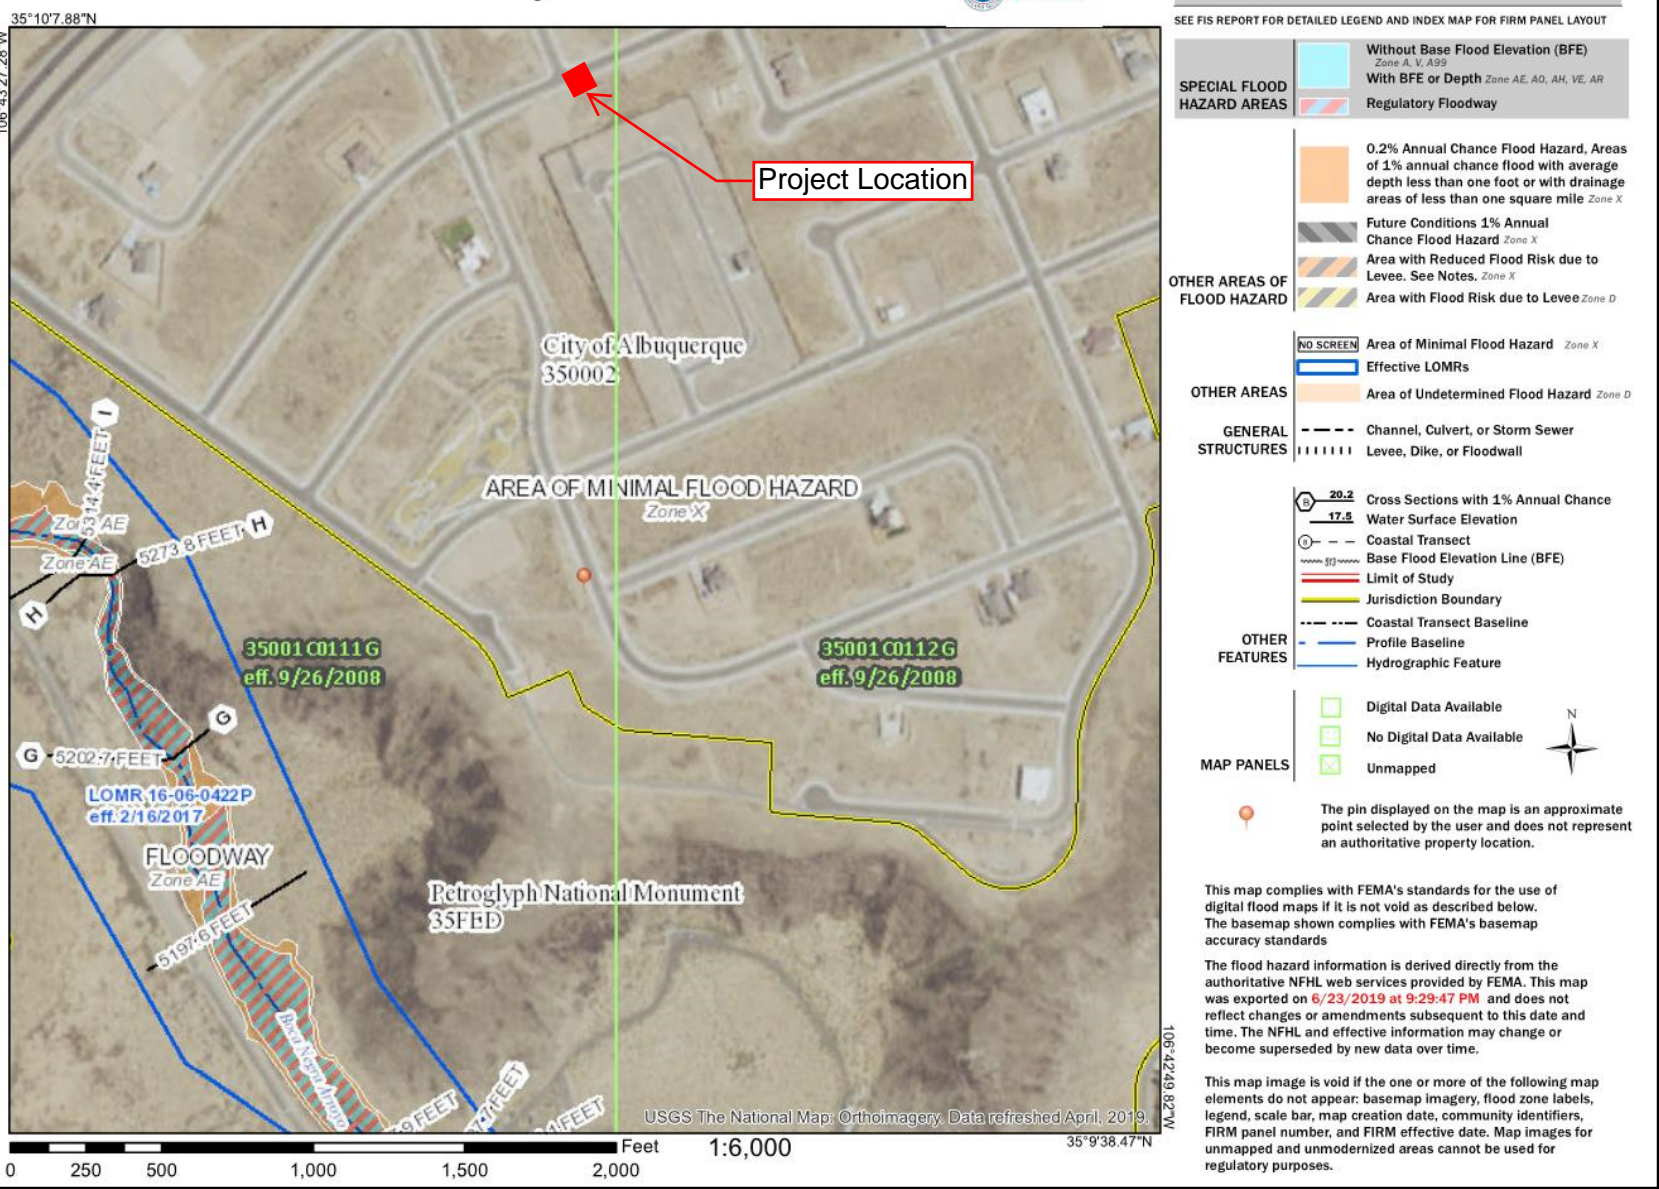 35°10'7.88"N
106°43'27.28"W
Project Location
City of Albuquerque
350002
AREA OF MINIMAL FLOOD HAZARD
Zone X
5314.4 FEET
I
Zone AE
5273.8 FEET
H
Zone AE
H
35001C0111G
eff. 9/26/2008
35001C0112G
eff. 9/26/2008
G
G
5202.7 FEET
LOMR 16-06-0422P
eff. 2/16/2017
FLOODWAY
Zone AE
5197.6 FEET
Petroglyph National Monument
35FED
Boca Negra Arroyo
FEET
FEET
FEET
USGS The National Map: Orthoimagery. Data refreshed April, 2019.
106°42'49.82"W
35°9'38.47"N
Feet
1:6,000
0 250 500 1,000 1,500 2,000
SEE FIS REPORT FOR DETAILED LEGEND AND INDEX MAP FOR FIRM PANEL LAYOUT
SPECIAL FLOOD
HAZARD AREAS
Without Base Flood Elevation (BFE)
Zone A, V, A99
With BFE or Depth Zone AE, AO, AH, VE, AR
Regulatory Floodway
OTHER AREAS OF
FLOOD HAZARD
0.2% Annual Chance Flood Hazard, Areas
of 1% annual chance flood with average
depth less than one foot or with drainage
areas of less than one square mile Zone X
Future Conditions 1% Annual
Chance Flood Hazard Zone X
Area with Reduced Flood Risk due to
Levee. See Notes. Zone X
Area with Flood Risk due to Levee Zone D
OTHER AREAS
NO SCREEN Area of Minimal Flood Hazard Zone X
Effective LOMRs
Area of Undetermined Flood Hazard Zone D
GENERAL
STRUCTURES
Channel, Culvert, or Storm Sewer
Levee, Dike, or Floodwall
OTHER
FEATURES
B 20.2 Cross Sections with 1% Annual Chance
17.5 Water Surface Elevation
8 Coastal Transect
513 Base Flood Elevation Line (BFE)
Limit of Study
Jurisdiction Boundary
Coastal Transect Baseline
Profile Baseline
Hydrographic Feature
MAP PANELS
Digital Data Available
No Digital Data Available
Unmapped
N
The pin displayed on the map is an approximate
point selected by the user and does not represent
an authoritative property location.
This map complies with FEMA's standards for the use of
digital flood maps if it is not void as described below.
The basemap shown complies with FEMA's basemap
accuracy standards
The flood hazard information is derived directly from the
authoritative NFHL web services provided by FEMA. This map
was exported on 6/23/2019 at 9:29:47 PM and does not
reflect changes or amendments subsequent to this date and
time. The NFHL and effective information may change or
become superseded by new data over time.
This map image is void if the one or more of the following map
elements do not appear: basemap imagery, flood zone labels,
legend, scale bar, map creation date, community identifiers,
FIRM panel number, and FIRM effective date. Map images for
unmapped and unmodernized areas cannot be used for
regulatory purposes.